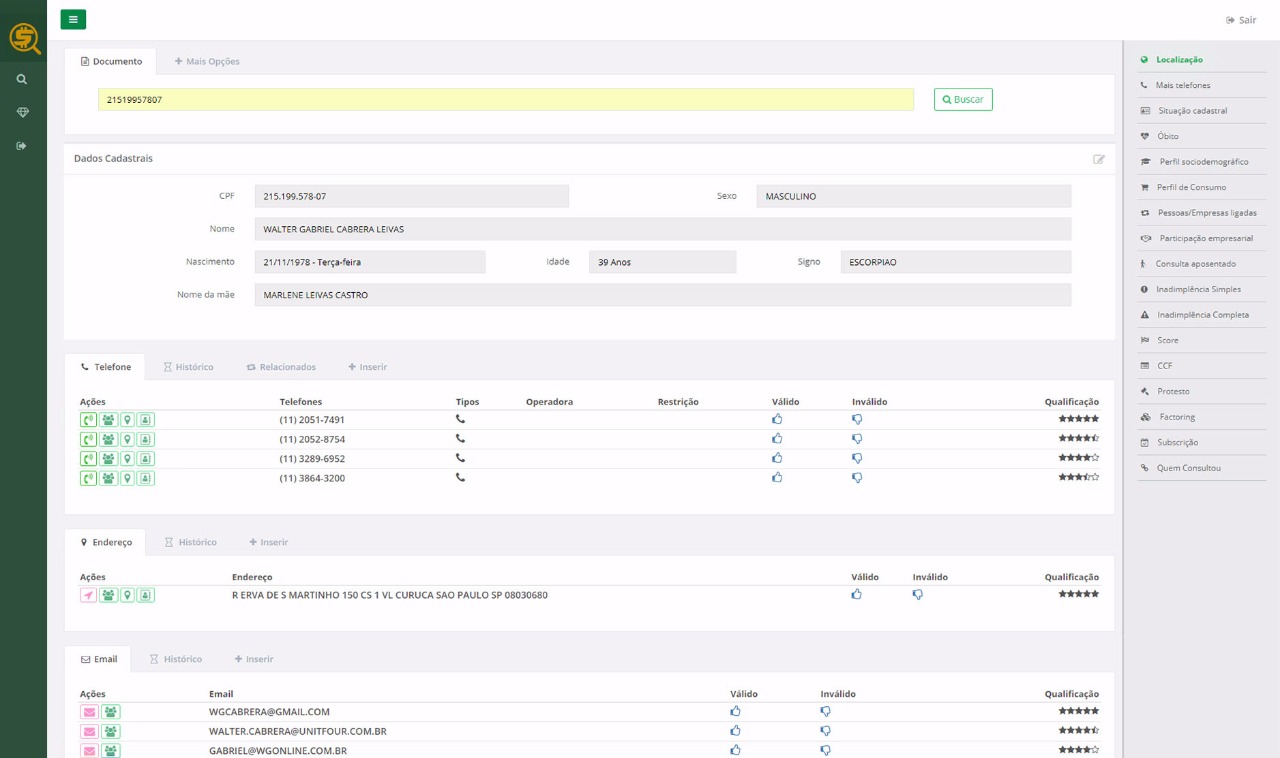 Sair
Documento
Mais Opções
21519957807
Buscar
Dados Cadastrais
CPF 215.199.578-07 Sexo MASCULINO
Nome WALTER GABRIEL CABRERA LEIVAS
Nascimento 21/11/1978 - Terça-feira Idade 39 Anos Signo ESCORPIAO
Nome da mãe MARLENE LEIVAS CASTRO
Telefone Histórico Relacionados Inserir
Ações Telefones Tipos Operadora Restrição Válido Inválido Qualificação
(11) 2051-7491
(11) 2052-8754
(11) 3289-6952
(11) 3864-3200
Endereço Histórico Inserir
Ações Endereço Válido Inválido Qualificação
R ERVA DE S MARTINHO 150 CS 1 VL CURUCA SAO PAULO SP 08030680
Email Histórico Inserir
Ações Email Válido Inválido Qualificação
WGCABRERA@GMAIL.COM
WALTER.CABRERA@UNITFOUR.COM.BR
GABRIEL@WGONLINE.COM.BR
Localização
Mais telefones
Situação cadastral
Óbito
Perfil sociodemográfico
Perfil de Consumo
Pessoas/Empresas ligadas
Participação empresarial
Consulta aposentado
Inadimplência Simples
Inadimplência Completa
Score
CCF
Protesto
Factoring
Subscrição
Quem Consultou